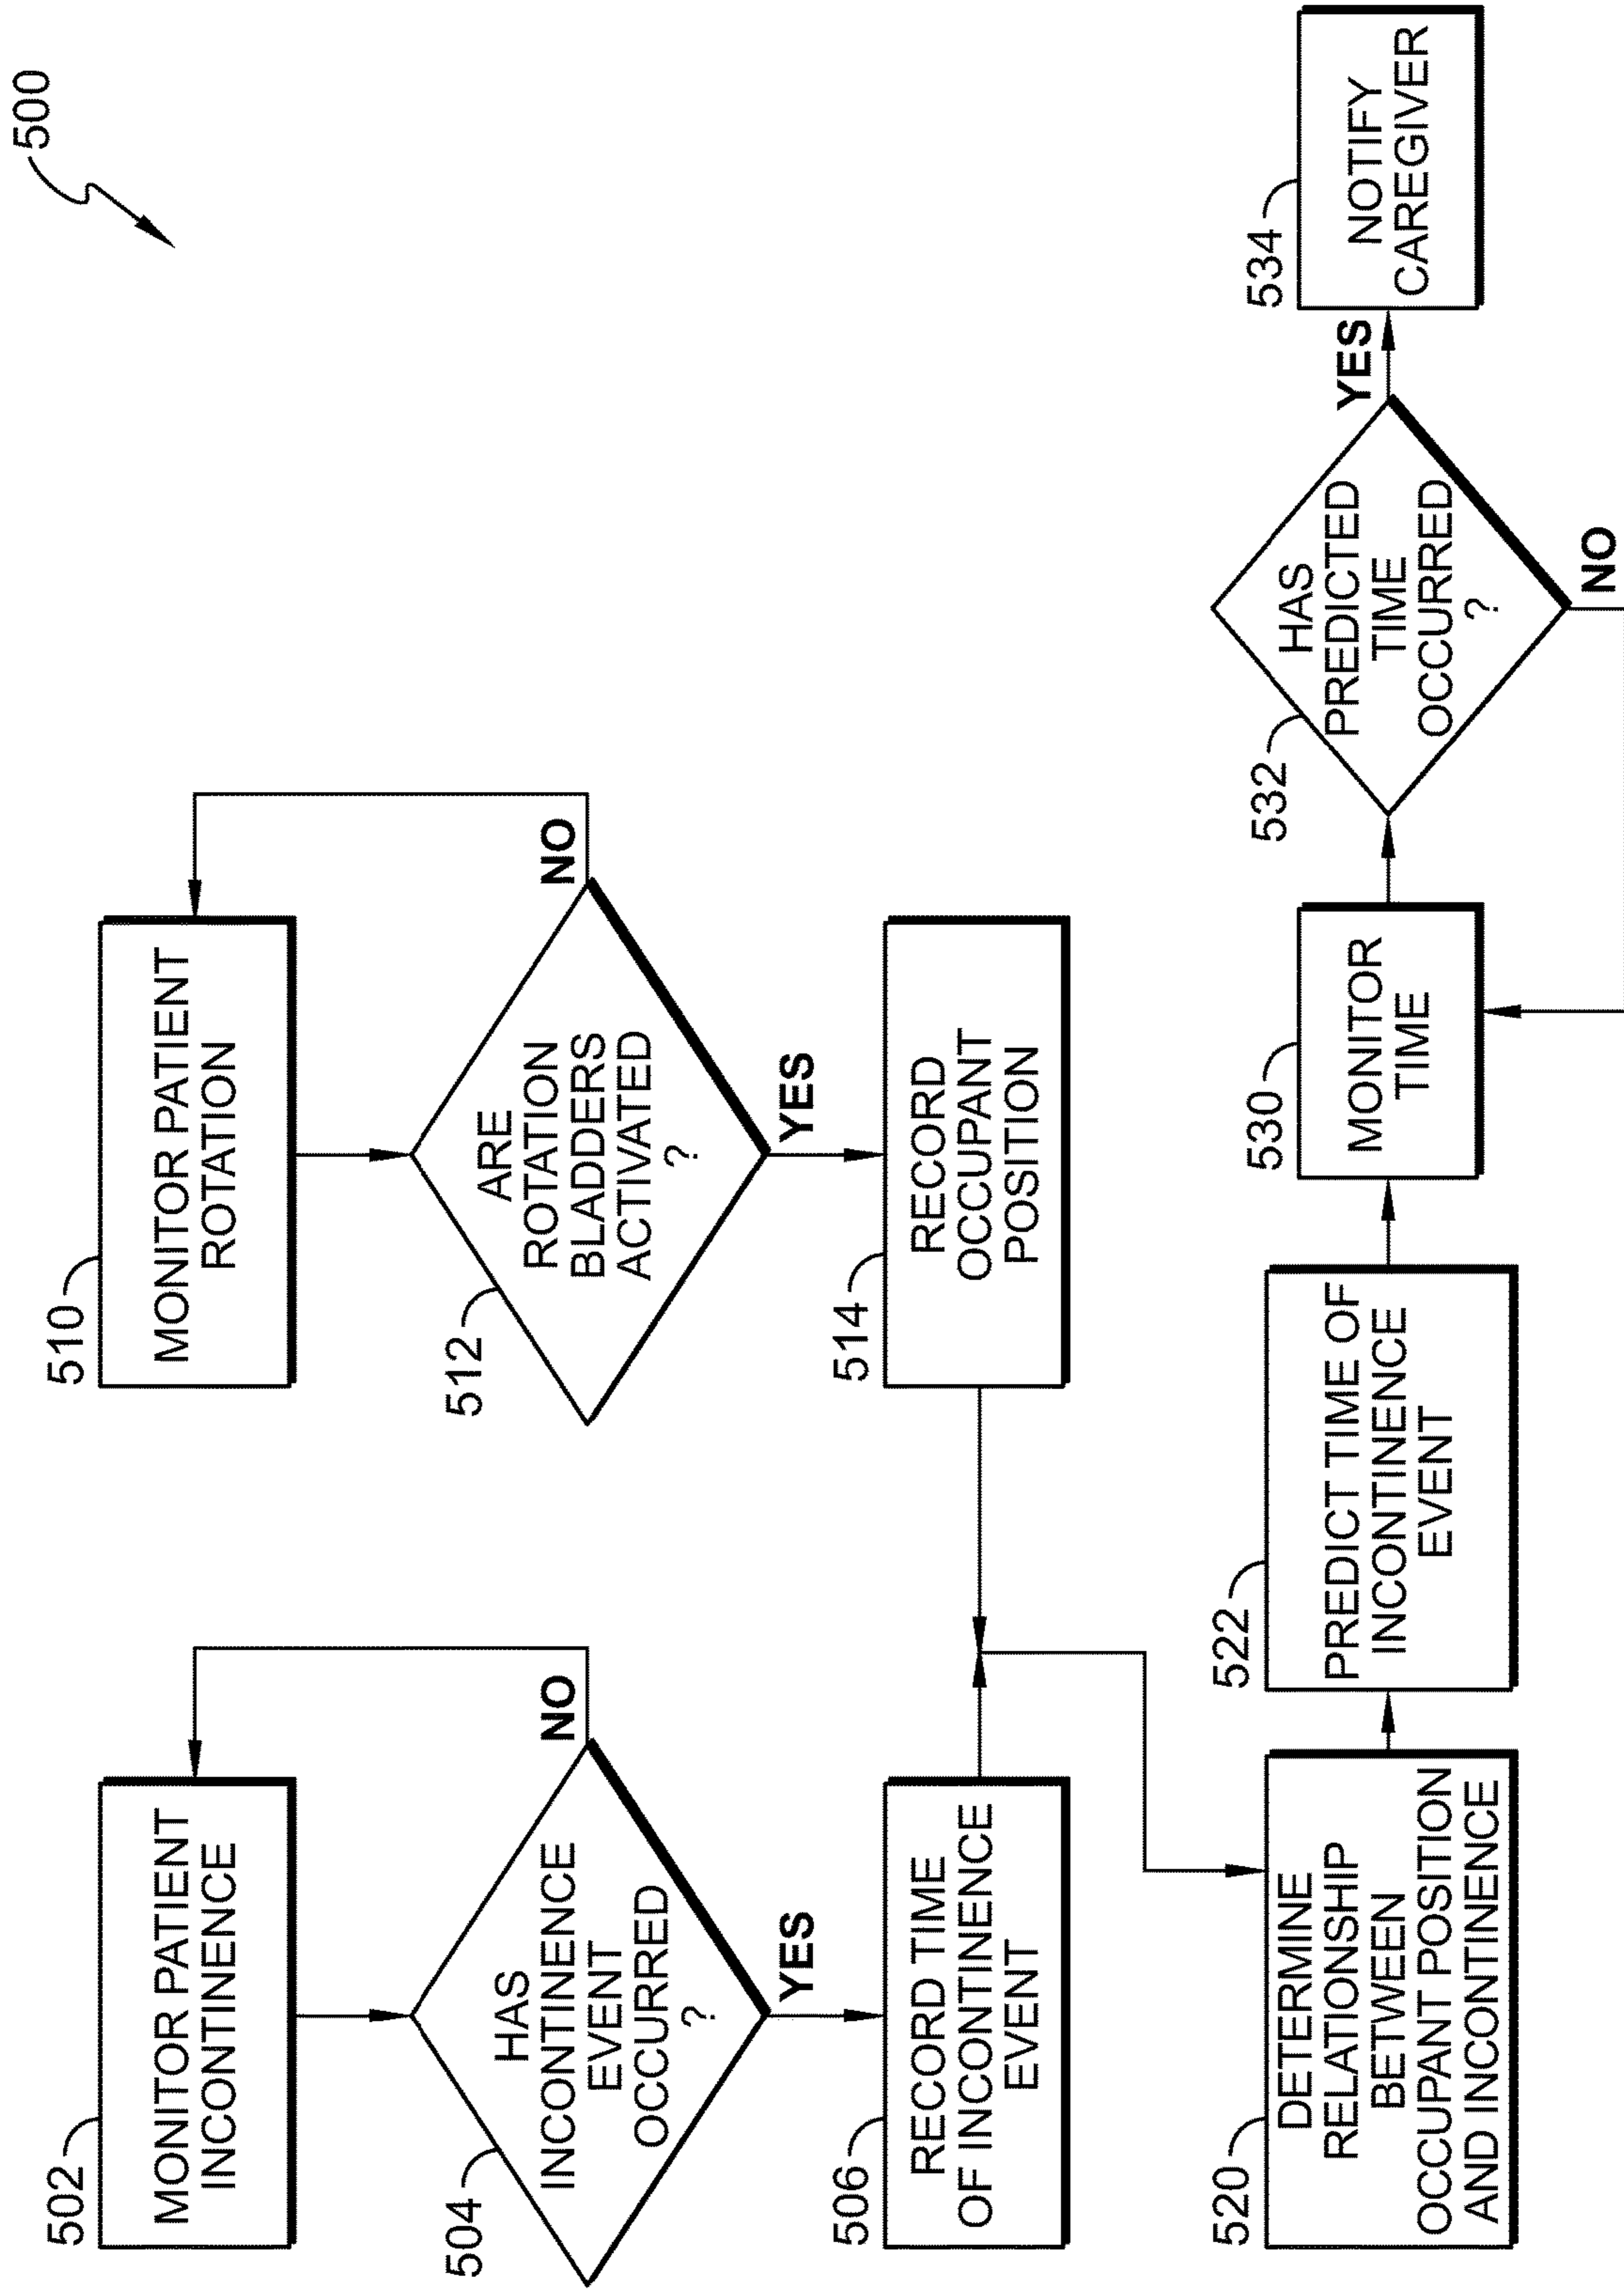 500
502
MONITOR PATIENT
INCONTINENCE
504
HAS
INCONTINENCE
EVENT
OCCURRED
?
NO
YES
506
RECORD TIME
OF INCONTINENCE
EVENT
510
MONITOR PATIENT
ROTATION
512
ARE
ROTATION
BLADDERS
ACTIVATED
?
NO
YES
514
RECORD
OCCUPANT
POSITION
520
DETERMINE
RELATIONSHIP
BETWEEN
OCCUPANT POSITION
AND INCONTINENCE
522
PREDICT TIME OF
INCONTINENCE
EVENT
530
MONITOR
TIME
532
HAS
PREDICTED
TIME
OCCURRED
?
YES
NO
534
NOTIFY
CAREGIVER